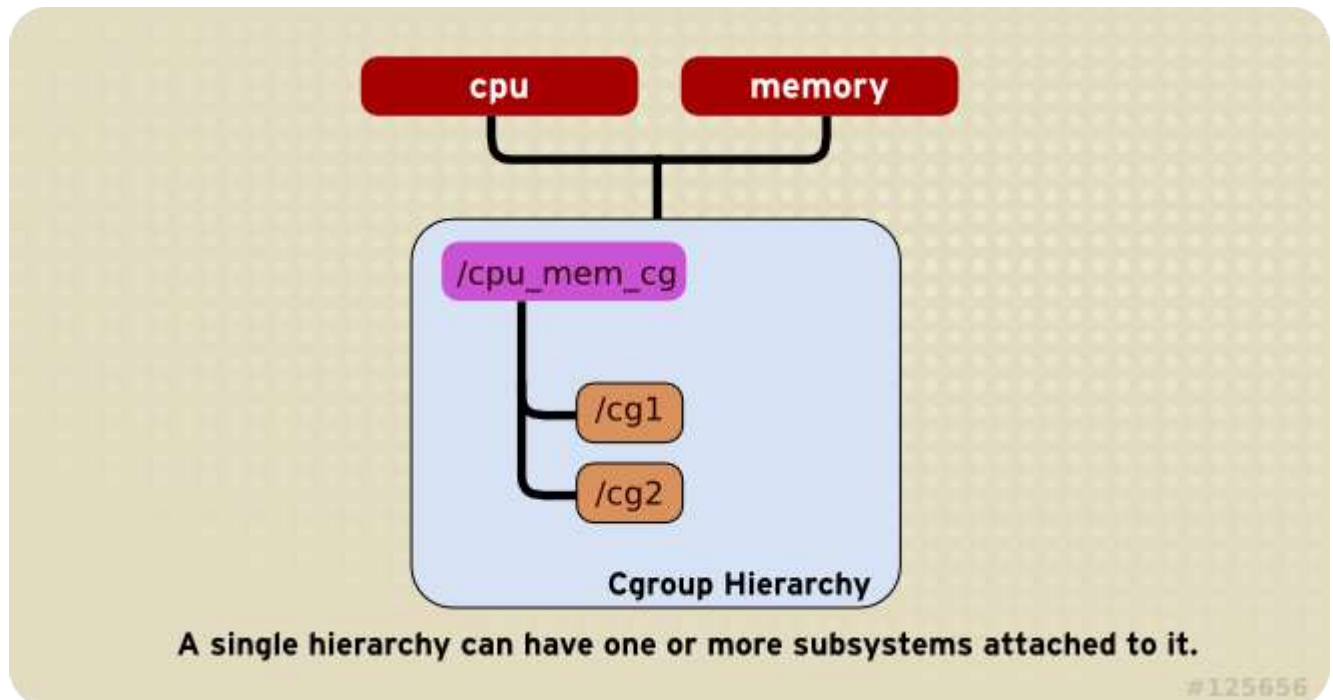 cpu
memory
/cpu_mem_cg
/cg1
/cg2
Cgroup Hierarchy
A single hierarchy can have one or more subsystems attached to it.
#125656